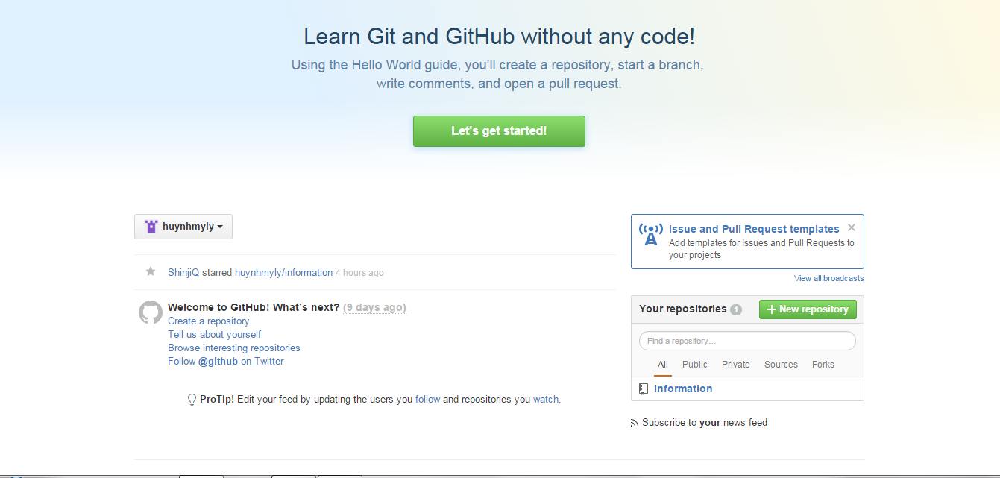 Learn Git and GitHub without any code!
Using the Hello World guide, you’ll create a repository, start a branch,
write comments, and open a pull request.
Let's get started!
huynhmyly
ShinjiQ starred huynhmyly/information 4 hours ago
Welcome to GitHub! What’s next? (9 days ago)
Create a repository
Tell us about yourself
Browse interesting repositories
Follow @github on Twitter
ProTip! Edit your feed by updating the users you follow and repositories you watch.
Issue and Pull Request templates
Add templates for Issues and Pull Requests to
your projects
View all broadcasts
Your repositories 1
New repository
Find a repository…
All Public Private Sources Forks
information
Subscribe to your news feed